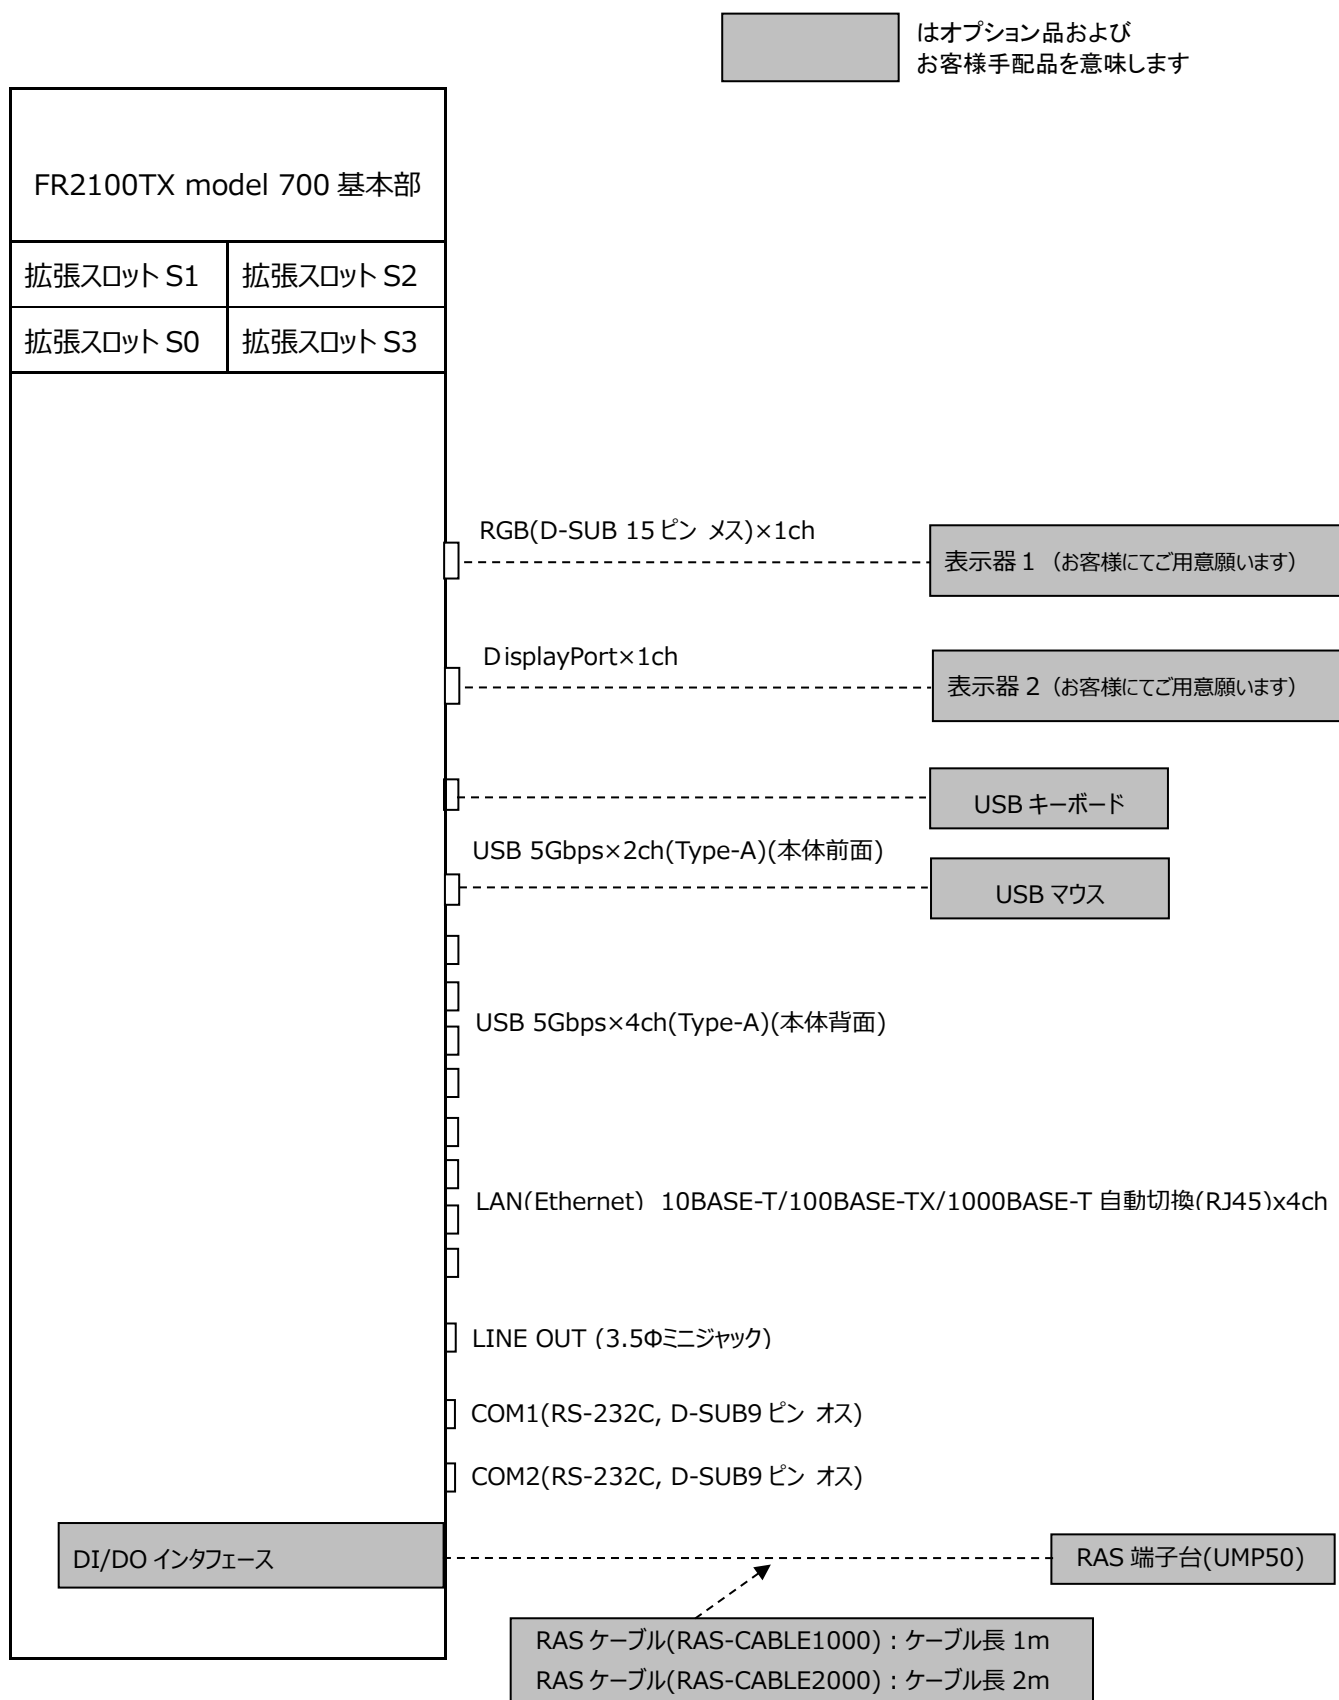 はオプション品および
お客様手配品を意味します
FR2100TX model 700 基本部
拡張スロット S1
拡張スロット S2
拡張スロット S0
拡張スロット S3
RGB(D-SUB 15ピン メス)×1ch
表示器1 (お客様にてご用意願います)
DisplayPort×1ch
表示器2 (お客様にてご用意願います)
USB キーボード
USB 5Gbps×2ch(Type-A)(本体前面)
USB マウス
USB 5Gbps×4ch(Type-A)(本体背面)
LAN(Ethernet) 10BASE-T/100BASE-TX/1000BASE-T 自動切換(RJ45)x4ch
LINE OUT (3.5Φミニジャック)
COM1(RS-232C, D-SUB9ピン オス)
COM2(RS-232C, D-SUB9ピン オス)
DI/DO インタフェース
RAS 端子台(UMP50)
RAS ケーブル(RAS-CABLE1000)：ケーブル長 1m
RAS ケーブル(RAS-CABLE2000)：ケーブル長 2m